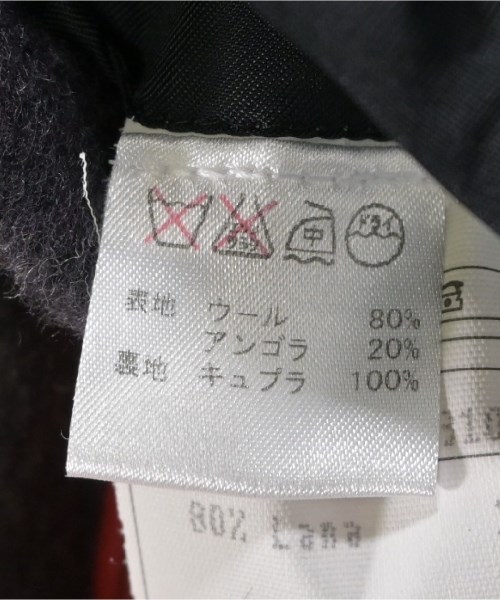 中 ドライ
表地 ウール 80%
アンゴラ 20%
裏地 キュプラ 100%
310
80% Lana